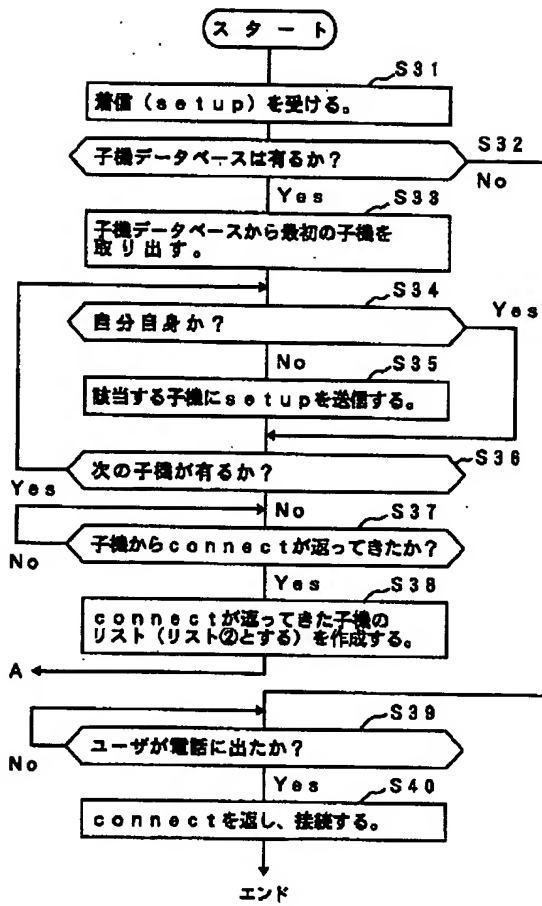 スタート
S31
着信(setup)を受ける。
S32
子機データベースは有るか?
No
Yes
S33
子機データベースから最初の子機を
取り出す。
S34
自分自身か?
Yes
No
S35
該当する子機にsetupを送信する。
S36
次の子機が有るか?
Yes
No
S37
子機からconnectが返ってきたか?
No
Yes
S38
connectが返ってきた子機の
リスト(リスト②とする)を作成する。
A
S39
ユーザが電話に出たか?
No
Yes
S40
connectを返し、接続する。
エンド